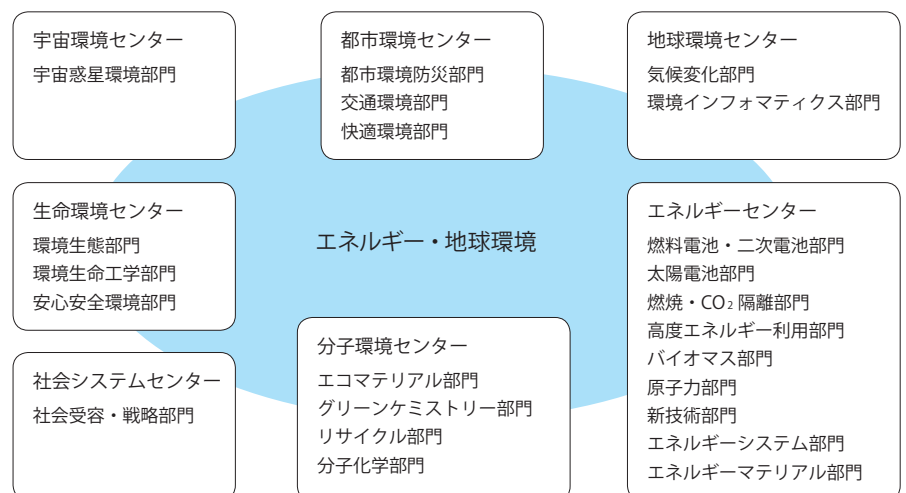 宇宙環境センター
宇宙惑星環境部門
都市環境センター
都市環境防災部門
交通環境部門
快適環境部門
地球環境センター
気候変化部門
環境インフォマティクス部門
生命環境センター
環境生態部門
環境生命工学部門
安心安全環境部門
エネルギー・地球環境
エネルギーセンター
燃料電池・二次電池部門
太陽電池部門
燃焼・CO₂ 隔離部門
高度エネルギー利用部門
バイオマス部門
原子力部門
新技術部門
エネルギーシステム部門
エネルギーマテリアル部門
社会システムセンター
社会受容・戦略部門
分子環境センター
エコマテリアル部門
グリーンケミストリー部門
リサイクル部門
分子化学部門